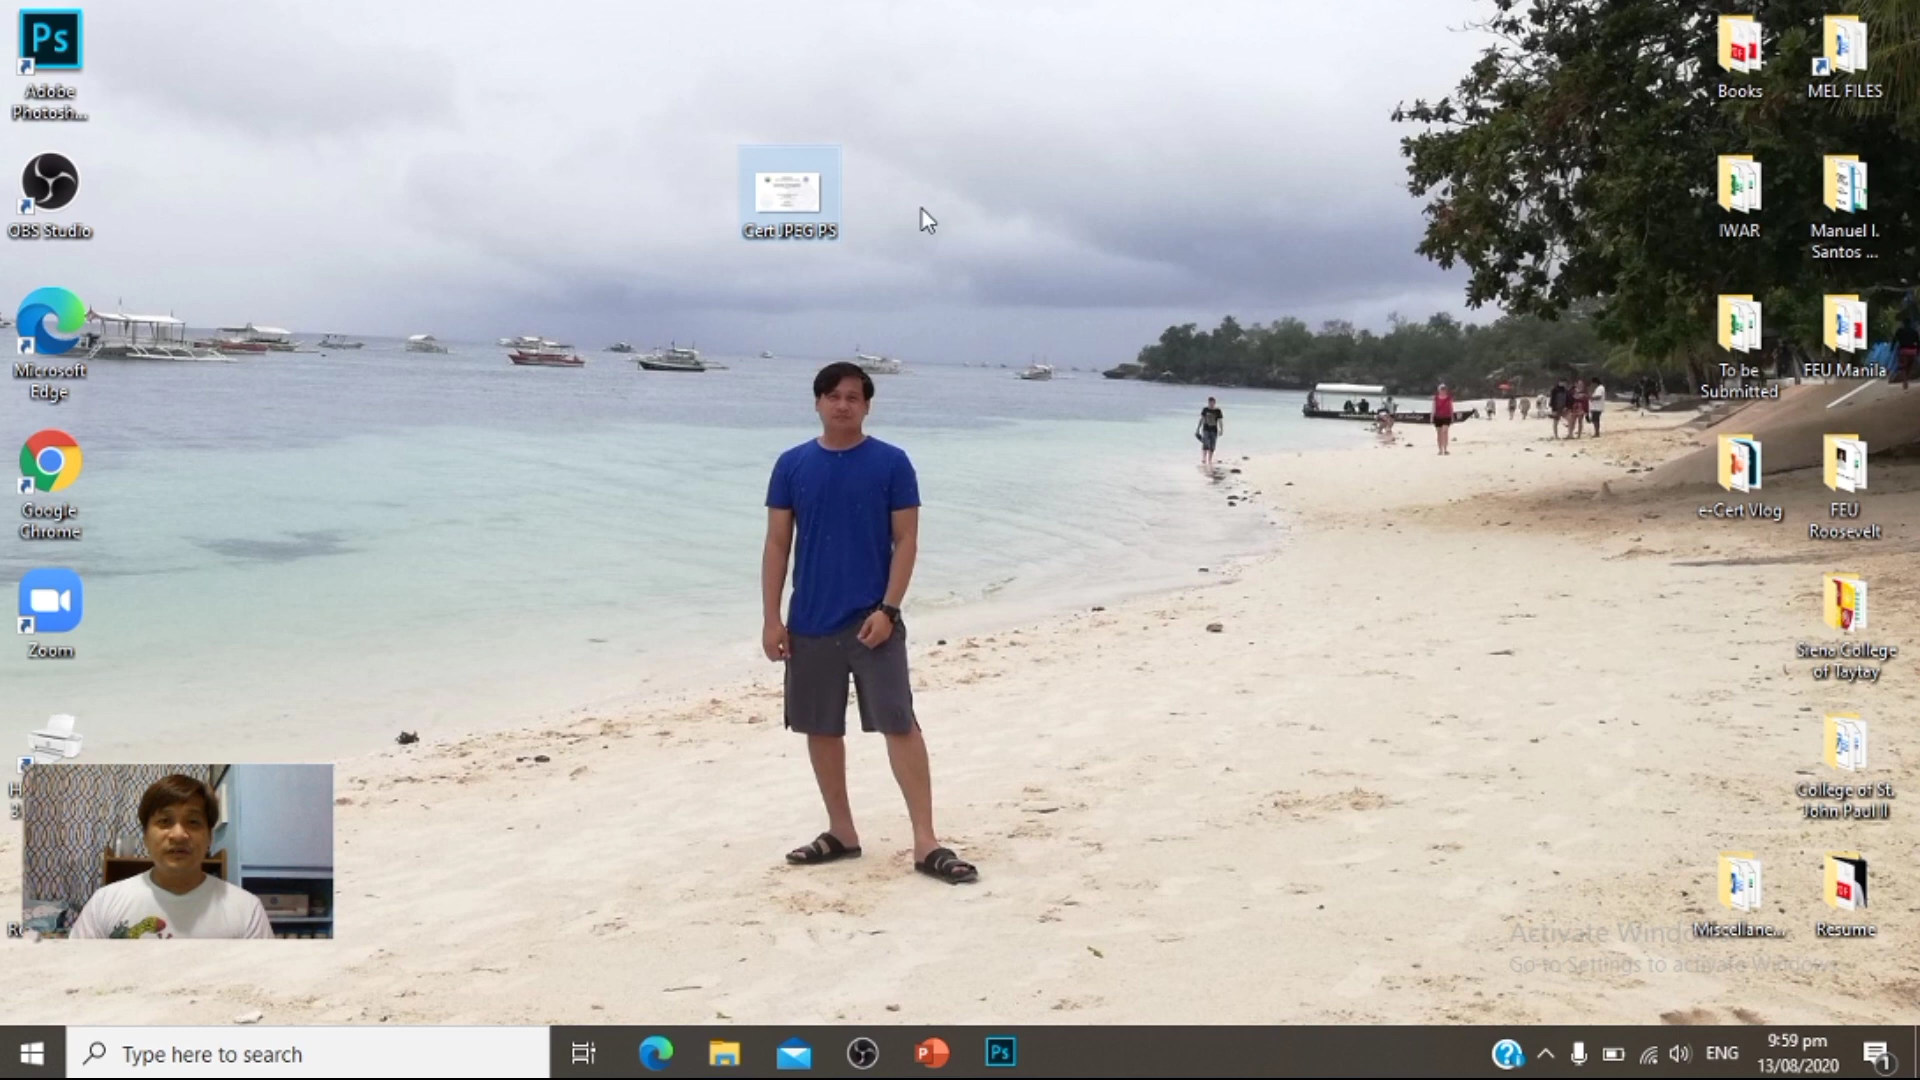 Ps
Adobe
Photosh...
OBS Studio
Microsoft
Edge
Google
Chrome
Zoom
Cert JPEG PS
Books
MEL FILES
IWAR
Manuel I.
Santos ...
To be
Submitted
FEU Manila
e-Cert Vlog
FEU
Roosevelt
Siena College
of Taytay
College of St.
John Paul II
Miscellane...
Resume
Activate Windows
Go to Settings to activate Windows.
Type here to search
P
Ps
ENG
9:59 pm
13/08/2020
1